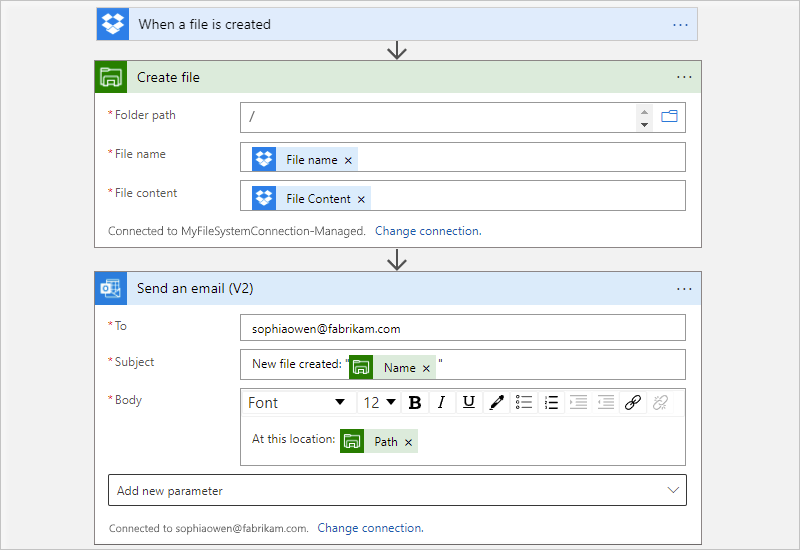 When a file is created
Create file
* Folder path /
* File name File name ×
* File content File Content ×
Connected to MyFileSystemConnection-Managed. Change connection.
Send an email (V2)
* To sophiaowen@fabrikam.com
* Subject New file created: " Name × "
* Body Font 12 B I U
At this location: Path ×
Add new parameter
Connected to sophiaowen@fabrikam.com. Change connection.